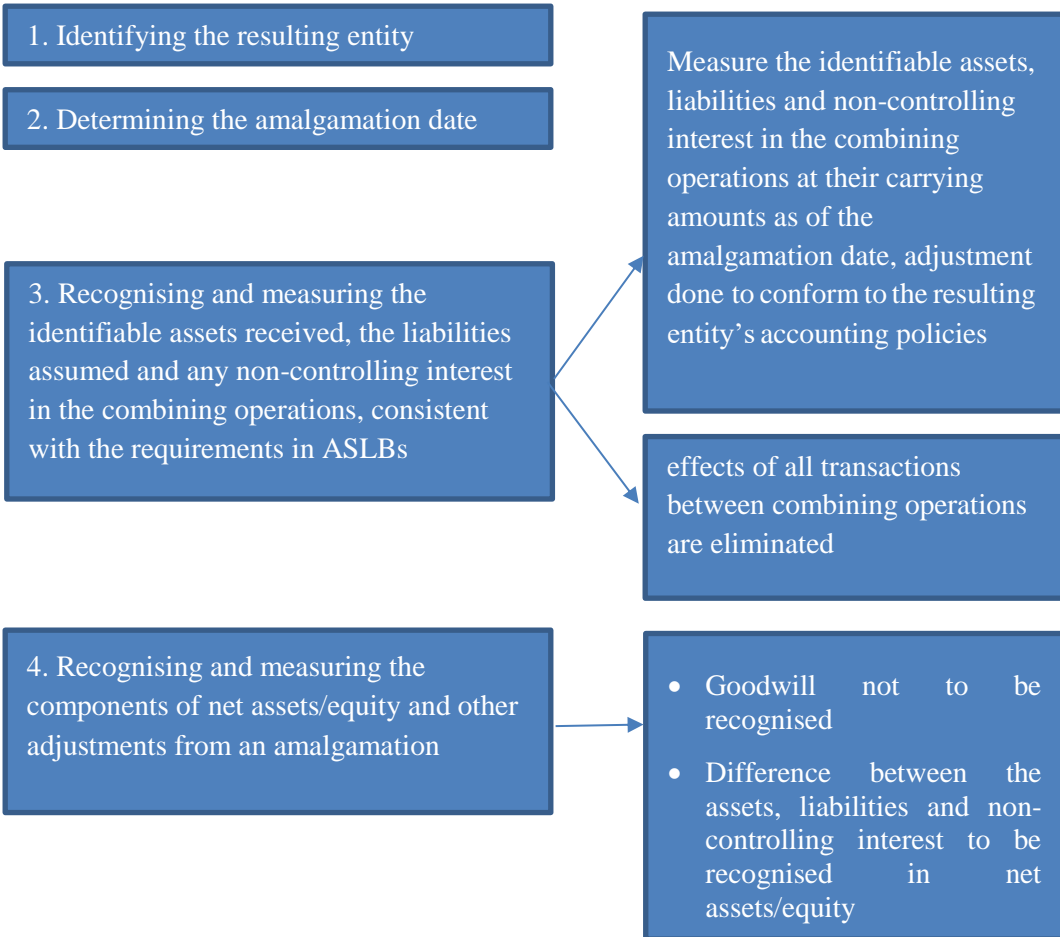 1. Identifying the resulting entity
2. Determining the amalgamation date
3. Recognising and measuring the
identifiable assets received, the liabilities
assumed and any non-controlling interest
in the combining operations, consistent
with the requirements in ASLBs
Measure the identifiable assets,
liabilities and non-controlling
interest in the combining
operations at their carrying
amounts as of the
amalgamation date, adjustment
done to conform to the resulting
entity’s accounting policies
effects of all transactions
between combining operations
are eliminated
4. Recognising and measuring the
components of net assets/equity and other
adjustments from an amalgamation
• Goodwill not to be
recognised
• Difference between the
assets, liabilities and non-
controlling interest to be
recognised in net
assets/equity